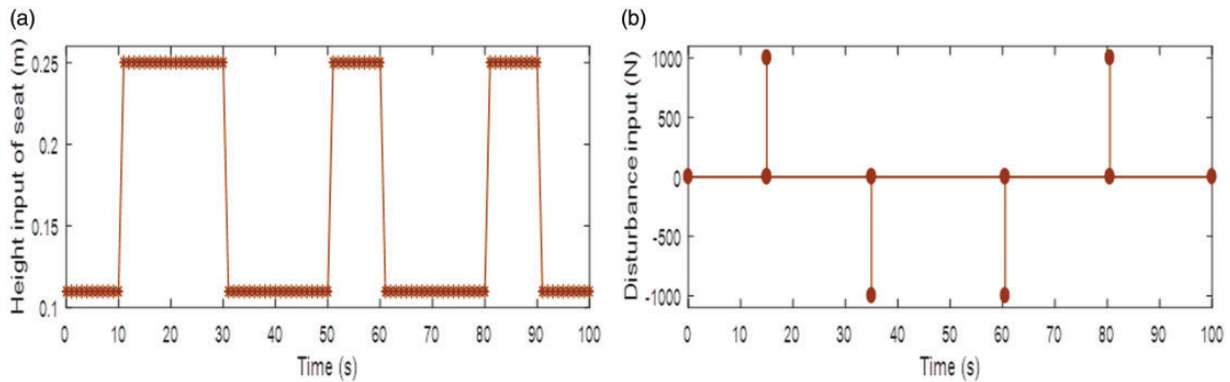 (a)
Height input of seat (m)
0.25
0.2
0.15
0.1
0 10 20 30 40 50 60 70 80 90 100
Time (s)
(b)
Disturbance input (N)
1000
500
0
-500
-1000
0 10 20 30 40 50 60 70 80 90 100
Time (s)